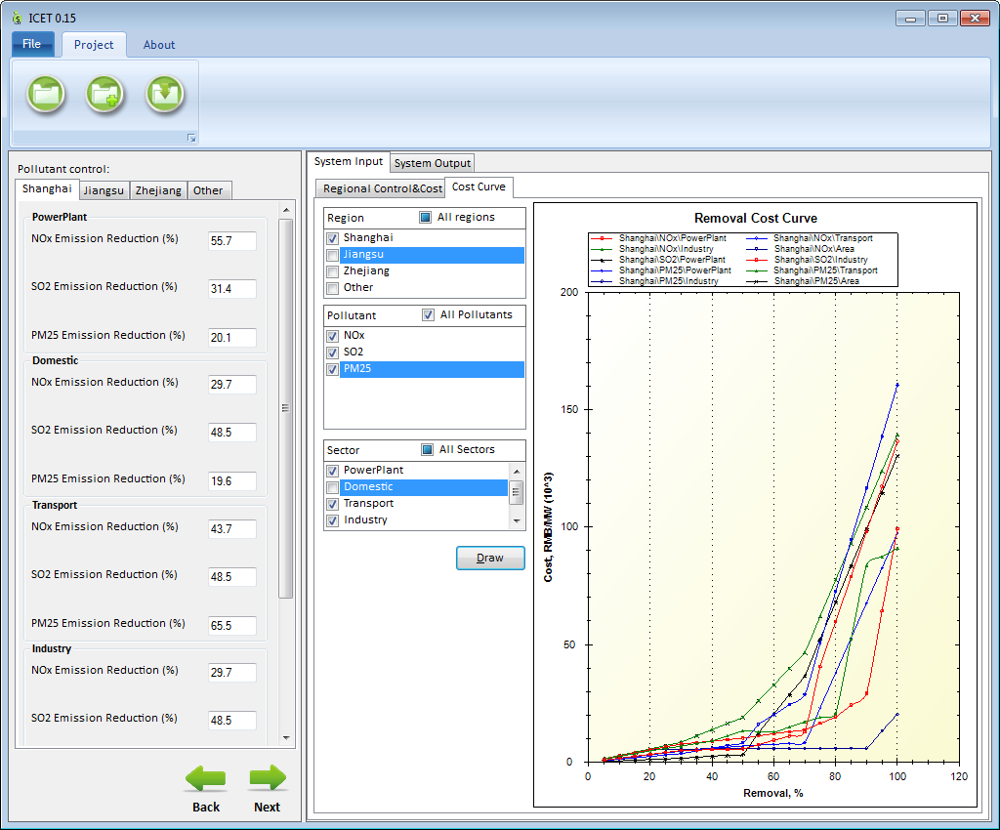 ICET 0.15
File Project About
Pollutant control:
Shanghai Jiangsu Zhejiang Other
PowerPlant
NOx Emission Reduction (%) 55.7
SO2 Emission Reduction (%) 31.4
PM25 Emission Reduction (%) 20.1
Domestic
NOx Emission Reduction (%) 29.7
SO2 Emission Reduction (%) 48.5
PM25 Emission Reduction (%) 19.6
Transport
NOx Emission Reduction (%) 43.7
SO2 Emission Reduction (%) 48.5
PM25 Emission Reduction (%) 65.5
Industry
NOx Emission Reduction (%) 29.7
SO2 Emission Reduction (%) 48.5
Back Next
System Input System Output
Regional Control&Cost Cost Curve
Region All regions
Shanghai
Jiangsu
Zhejiang
Other
Pollutant All Pollutants
NOx
SO2
PM25
Sector All Sectors
PowerPlant
Domestic
Transport
Industry
Draw
Removal Cost Curve
Shanghai\NOx\PowerPlant Shanghai\NOx\Transport
Shanghai\NOx\Industry Shanghai\NOx\Area
Shanghai\SO2\PowerPlant Shanghai\SO2\Industry
Shanghai\PM25\PowerPlant Shanghai\PM25\Transport
Shanghai\PM25\Industry Shanghai\PM25\Area
200
150
100
50
0
Cost, RMB/MW (10^3)
0 20 40 60 80 100 120
Removal, %